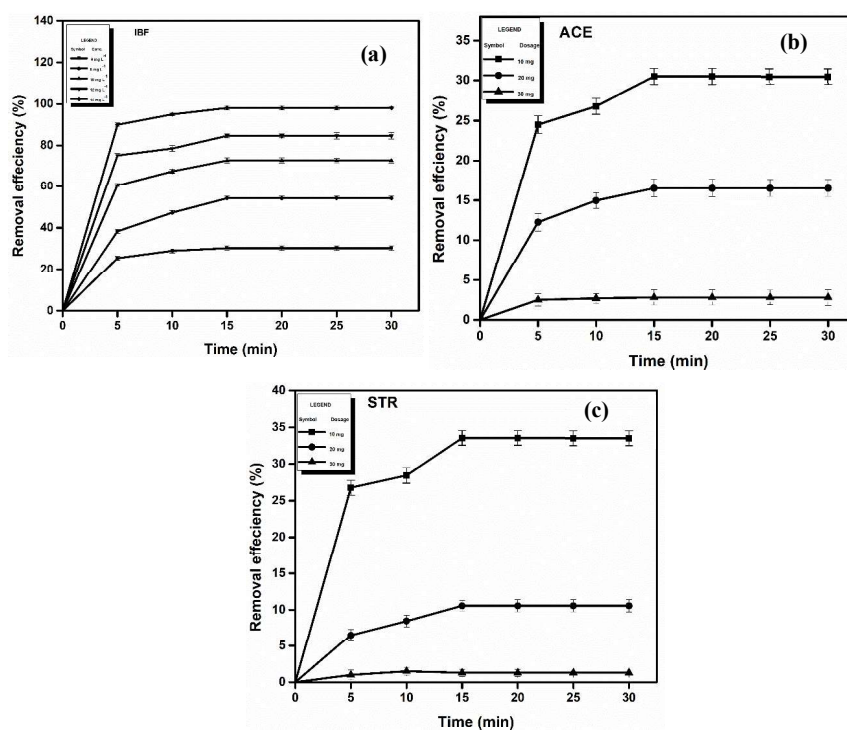 IBF
(a)
LEGEND
Symbol Conc
Removal effeciency (%)
140
120
100
80
60
40
20
0
0 5 10 15 20 25 30
Time (min)
ACE
(b)
LEGEND
Symbol Dosage
10 mg
20 mg
30 mg
Removal effciency (%)
35
30
25
20
15
10
5
0
0 5 10 15 20 25 30
Time (min)
STR
(c)
LEGEND
Symbol Dosage
10 mg
20 mg
30 mg
Removal effeciency (%)
40
35
30
25
20
15
10
5
0
0 5 10 15 20 25 30
Time (min)